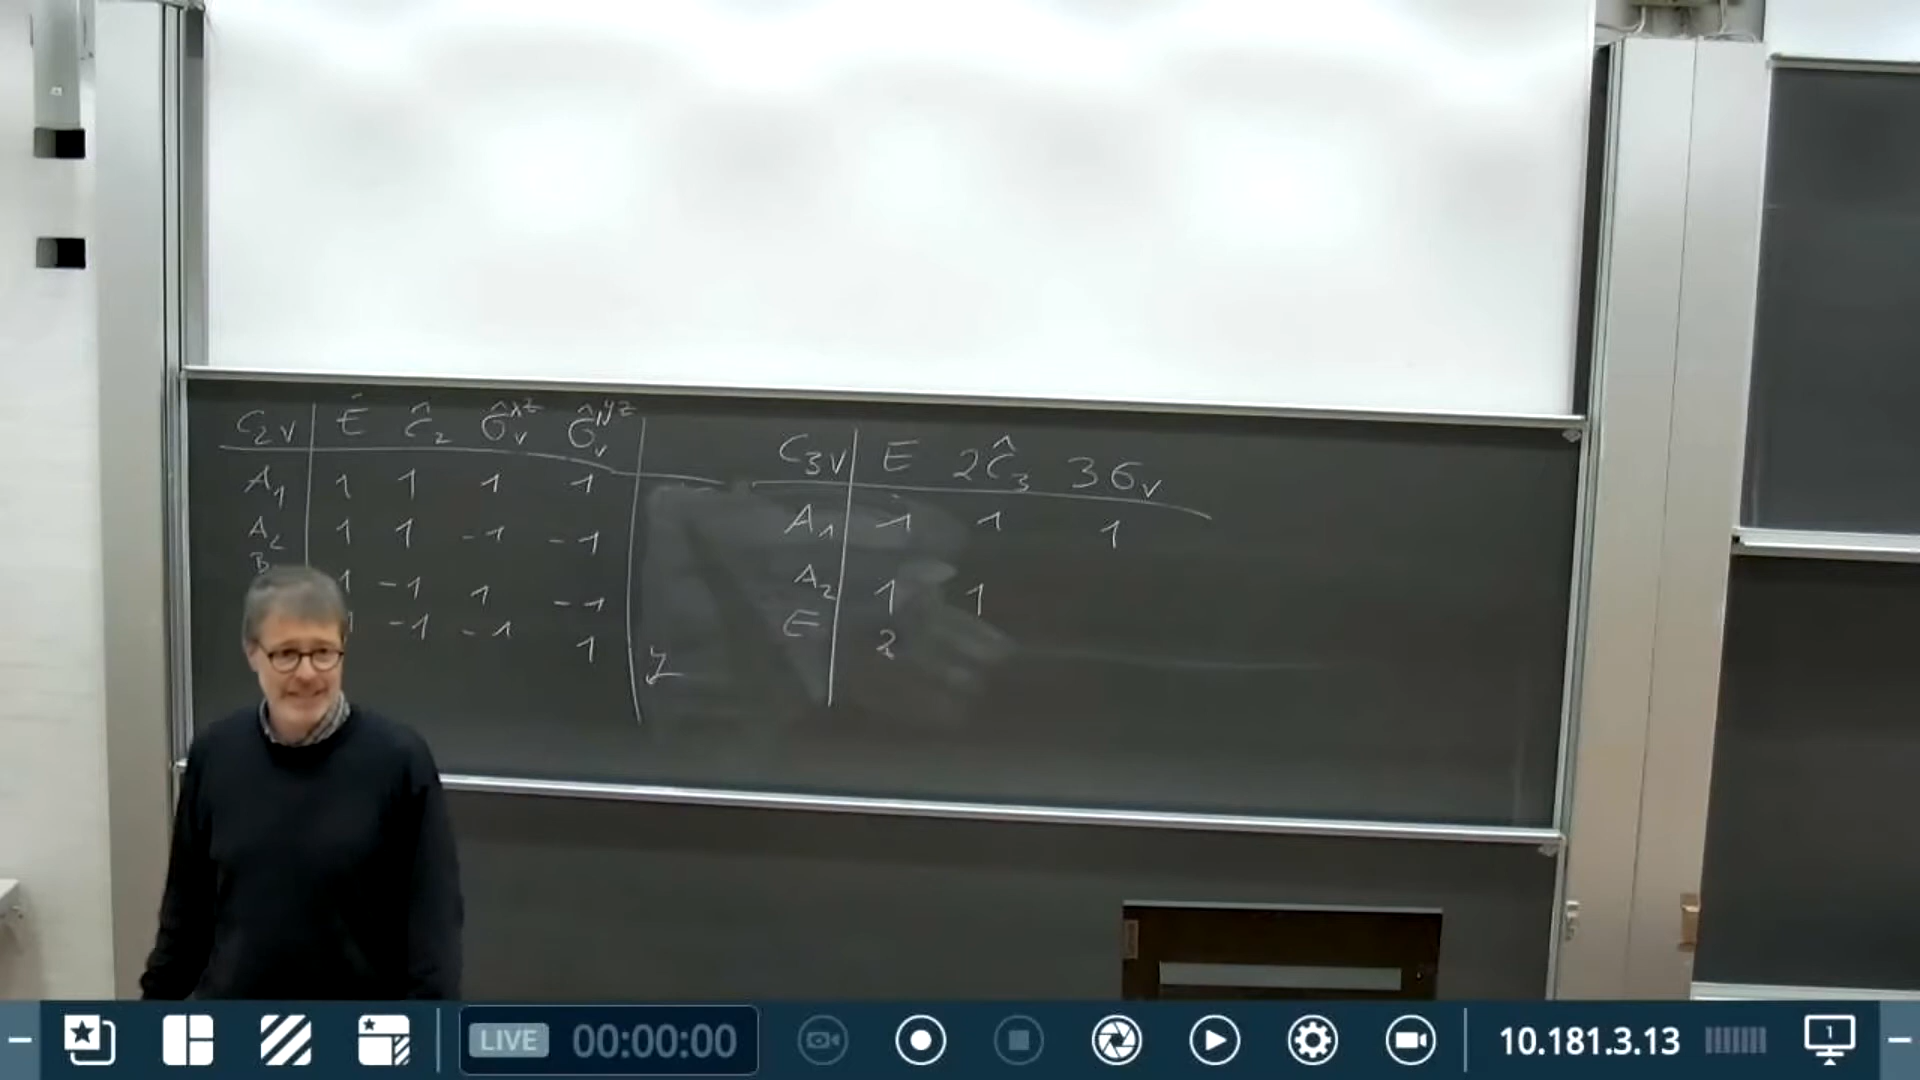 C2v Ê Ĉ2 σ̂v^xz σ̂v'^yz
A1 1 1 1 1
A2 1 1 -1 -1
B 1 -1 1 -1
1 -1 -1 1
C3v E 2Ĉ3 3σv
A1 1 1 1
A2 1 1
E 2
LIVE 00:00:00
10.181.3.13
1